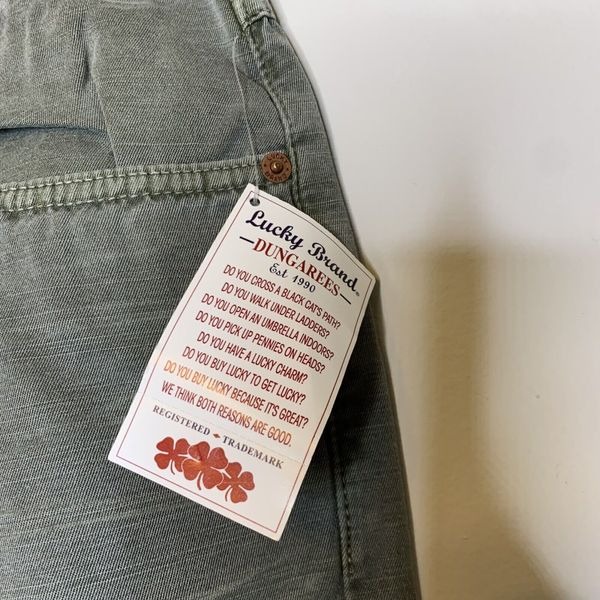 LUCKY
BRAND
Lucky Brand®
DUNGAREES
Est 1990
DO YOU CROSS A BLACK CAT'S PATH?
DO YOU WALK UNDER LADDERS?
DO YOU OPEN AN UMBRELLA INDOORS?
DO YOU PICK UP PENNIES ON HEADS?
DO YOU HAVE A LUCKY CHARM?
DO YOU BUY LUCKY TO GET LUCKY?
DO YOU BUY LUCKY BECAUSE IT'S GREAT?
WE THINK BOTH REASONS ARE GOOD.
REGISTERED TRADEMARK